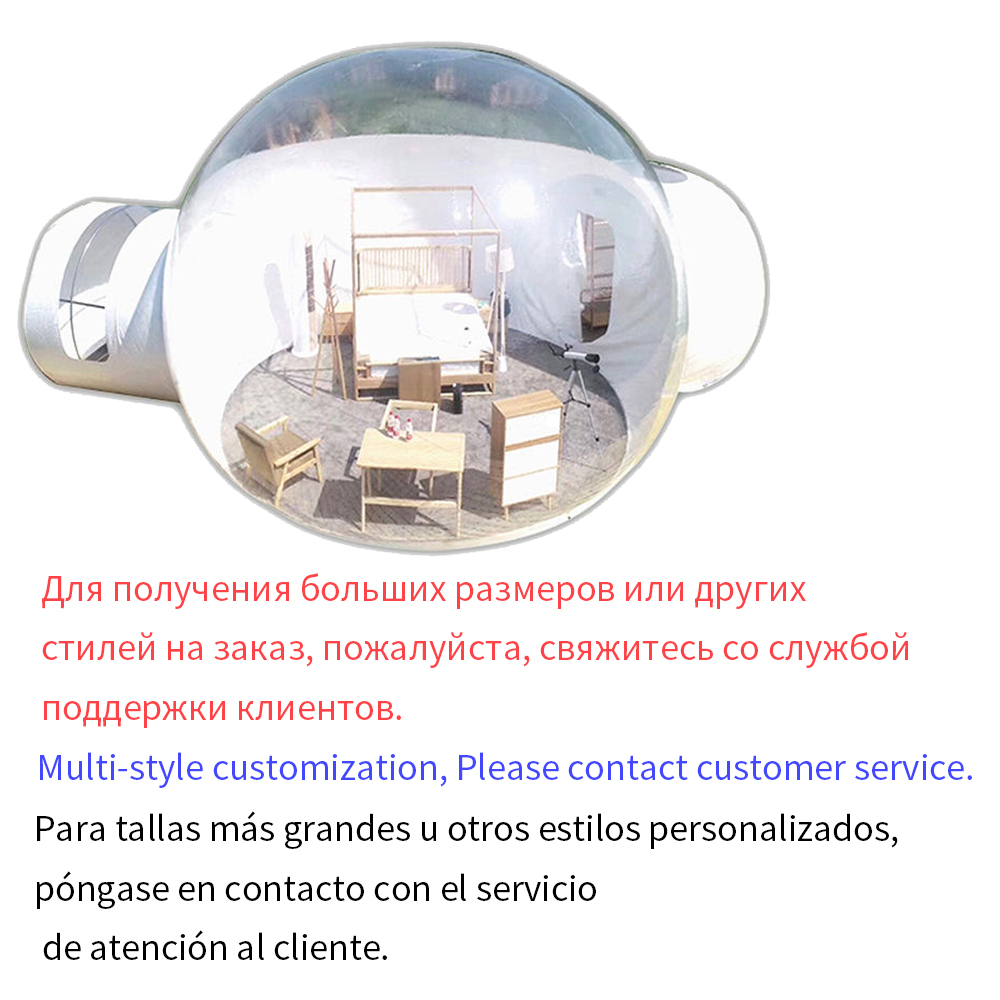 Для получения больших размеров или других
стилей на заказ, пожалуйста, свяжитесь со службой
поддержки клиентов.
Multi-style customization, Please contact customer service.
Para tallas más grandes u otros estilos personalizados,
póngase en contacto con el servicio
de atención al cliente.